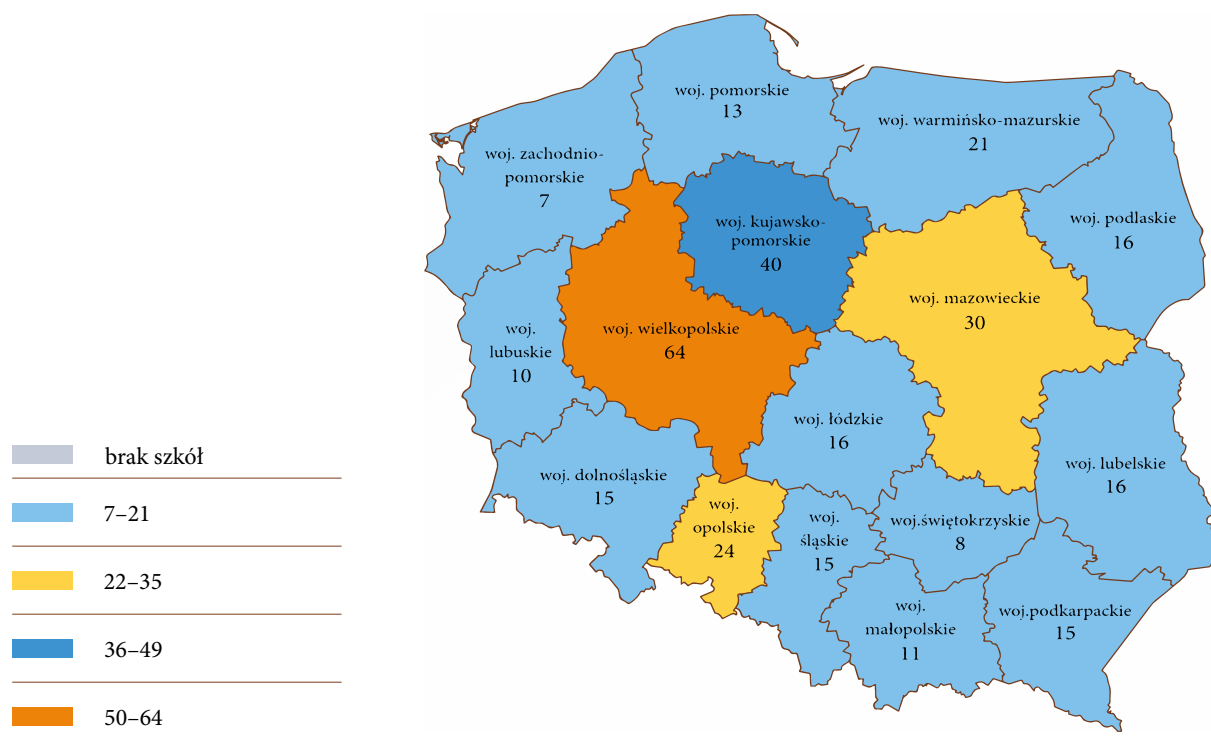 woj. pomorskie
13
woj. warmińsko-mazurskie
21
woj. zachodnio-
pomorskie
7
woj. podlaskie
16
woj. kujawsko-
pomorskie
40
woj. mazowieckie
30
woj. wielkopolskie
64
woj.
lubuskie
10
woj. łódzkie
16
woj. lubelskie
16
woj. dolnośląskie
15
woj.
opolskie
24
woj.
śląskie
15
woj.świętokrzyskie
8
woj.
małopolskie
11
woj.podkarpackie
15
brak szkół
7–21
22–35
36–49
50–64